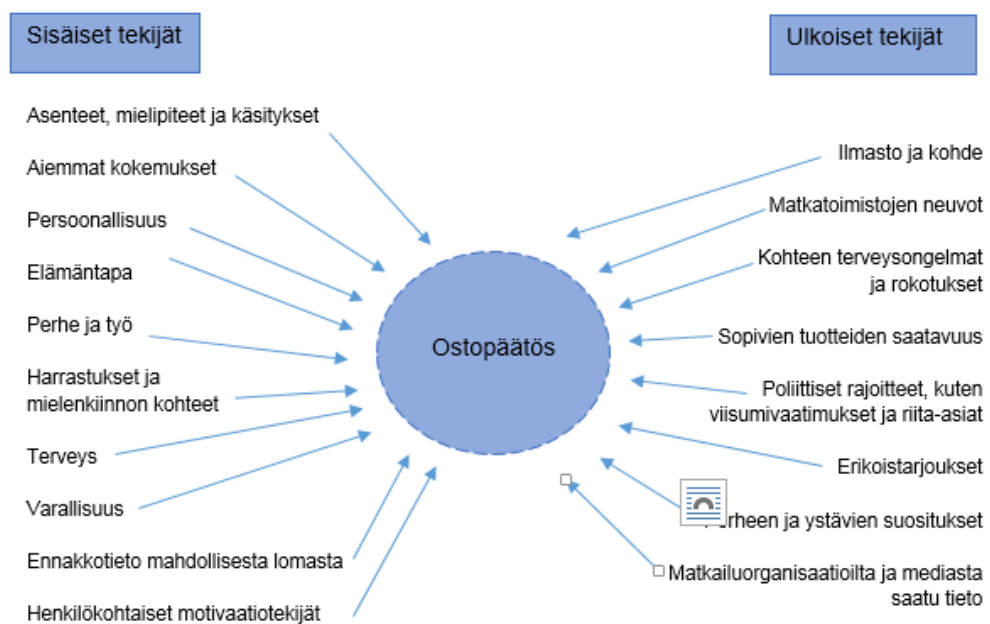 Sisäiset tekijät
Asenteet, mielipiteet ja käsitykset
Aiemmat kokemukset
Persoonallisuus
Elämäntapa
Perhe ja työ
Harrastukset ja
mielenkiinnon kohteet
Terveys
Varallisuus
Ennakkotieto mahdollisesta lomasta
Henkilökohtaiset motivaatiotekijät
Ostopäätös
Ulkoiset tekijät
Ilmasto ja kohde
Matkatoimistojen neuvot
Kohteen terveysongelmat
ja rokotukset
Sopivien tuotteiden saatavuus
Poliittiset rajoitteet, kuten
viisumivaatimukset ja riita-asiat
Erikoistarjoukset
ja ystävien suositukset
Matkailuorganisaatioilta ja mediasta
saatu tieto